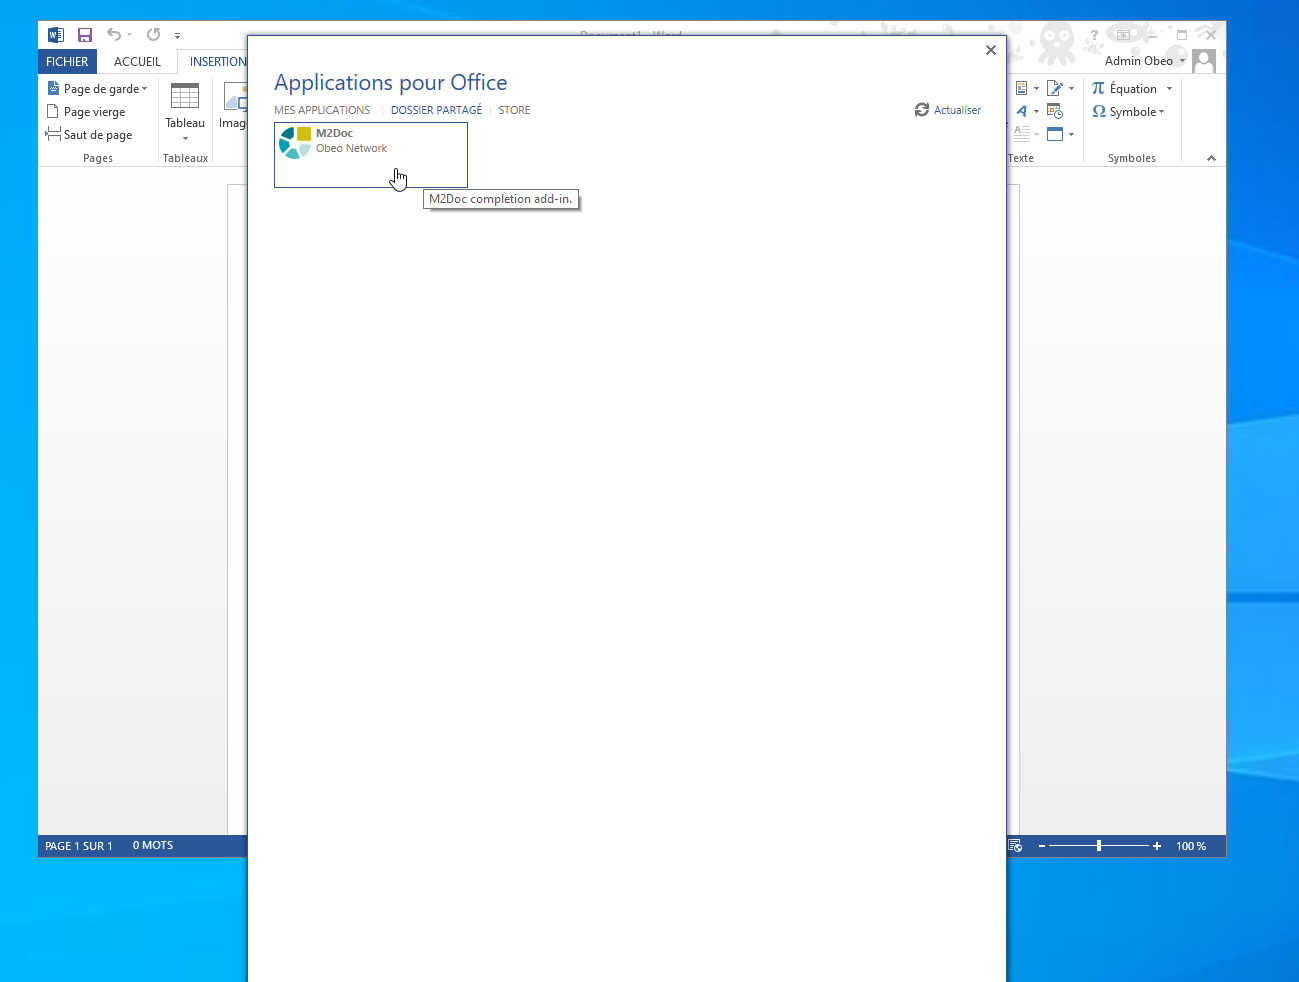 Document1 - Word
FICHIER
ACCUEIL
INSERTION
Admin Obeo
Page de garde
Page vierge
Saut de page
Pages
Tableau
Tableaux
Imag
Applications pour Office
MES APPLICATIONS
DOSSIER PARTAGÉ
STORE
Actualiser
M2Doc
Obeo Network
M2Doc completion add-in.
Texte
π Équation
Ω Symbole
Symboles
PAGE 1 SUR 1
0 MOTS
100 %